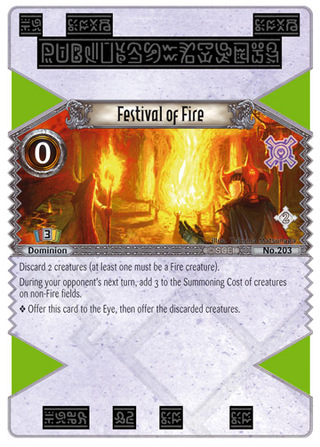 Festival of Fire
0
2
3
Dominion
SCE
No.203
Discard 2 creatures (at least one must be a Fire creature).
During your opponent's next turn, add 3 to the Summoning Cost of creatures
on non-Fire fields.
❖ Offer this card to the Eye, then offer the discarded creatures.